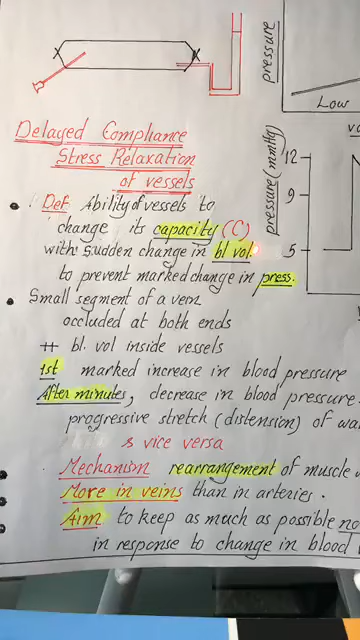 pressure
Low
Delayed Compliance
Stress Relaxation
of vessels
pressure (mmHg)
12
9
5
• Def Ability of vessels to
change its capacity (C)
with sudden change in bl vol.
to prevent marked change in press.
• Small segment of a vein
occluded at both ends
++ bl. vol inside vessels
1st marked increase in blood pressure
After minutes, decrease in blood pressure.
progressive stretch (distension) of
& vice versa
• Mechanism rearrangement of muscle
• More in veins than in arteries.
• Aim to keep as much as possible
in response to change in blood